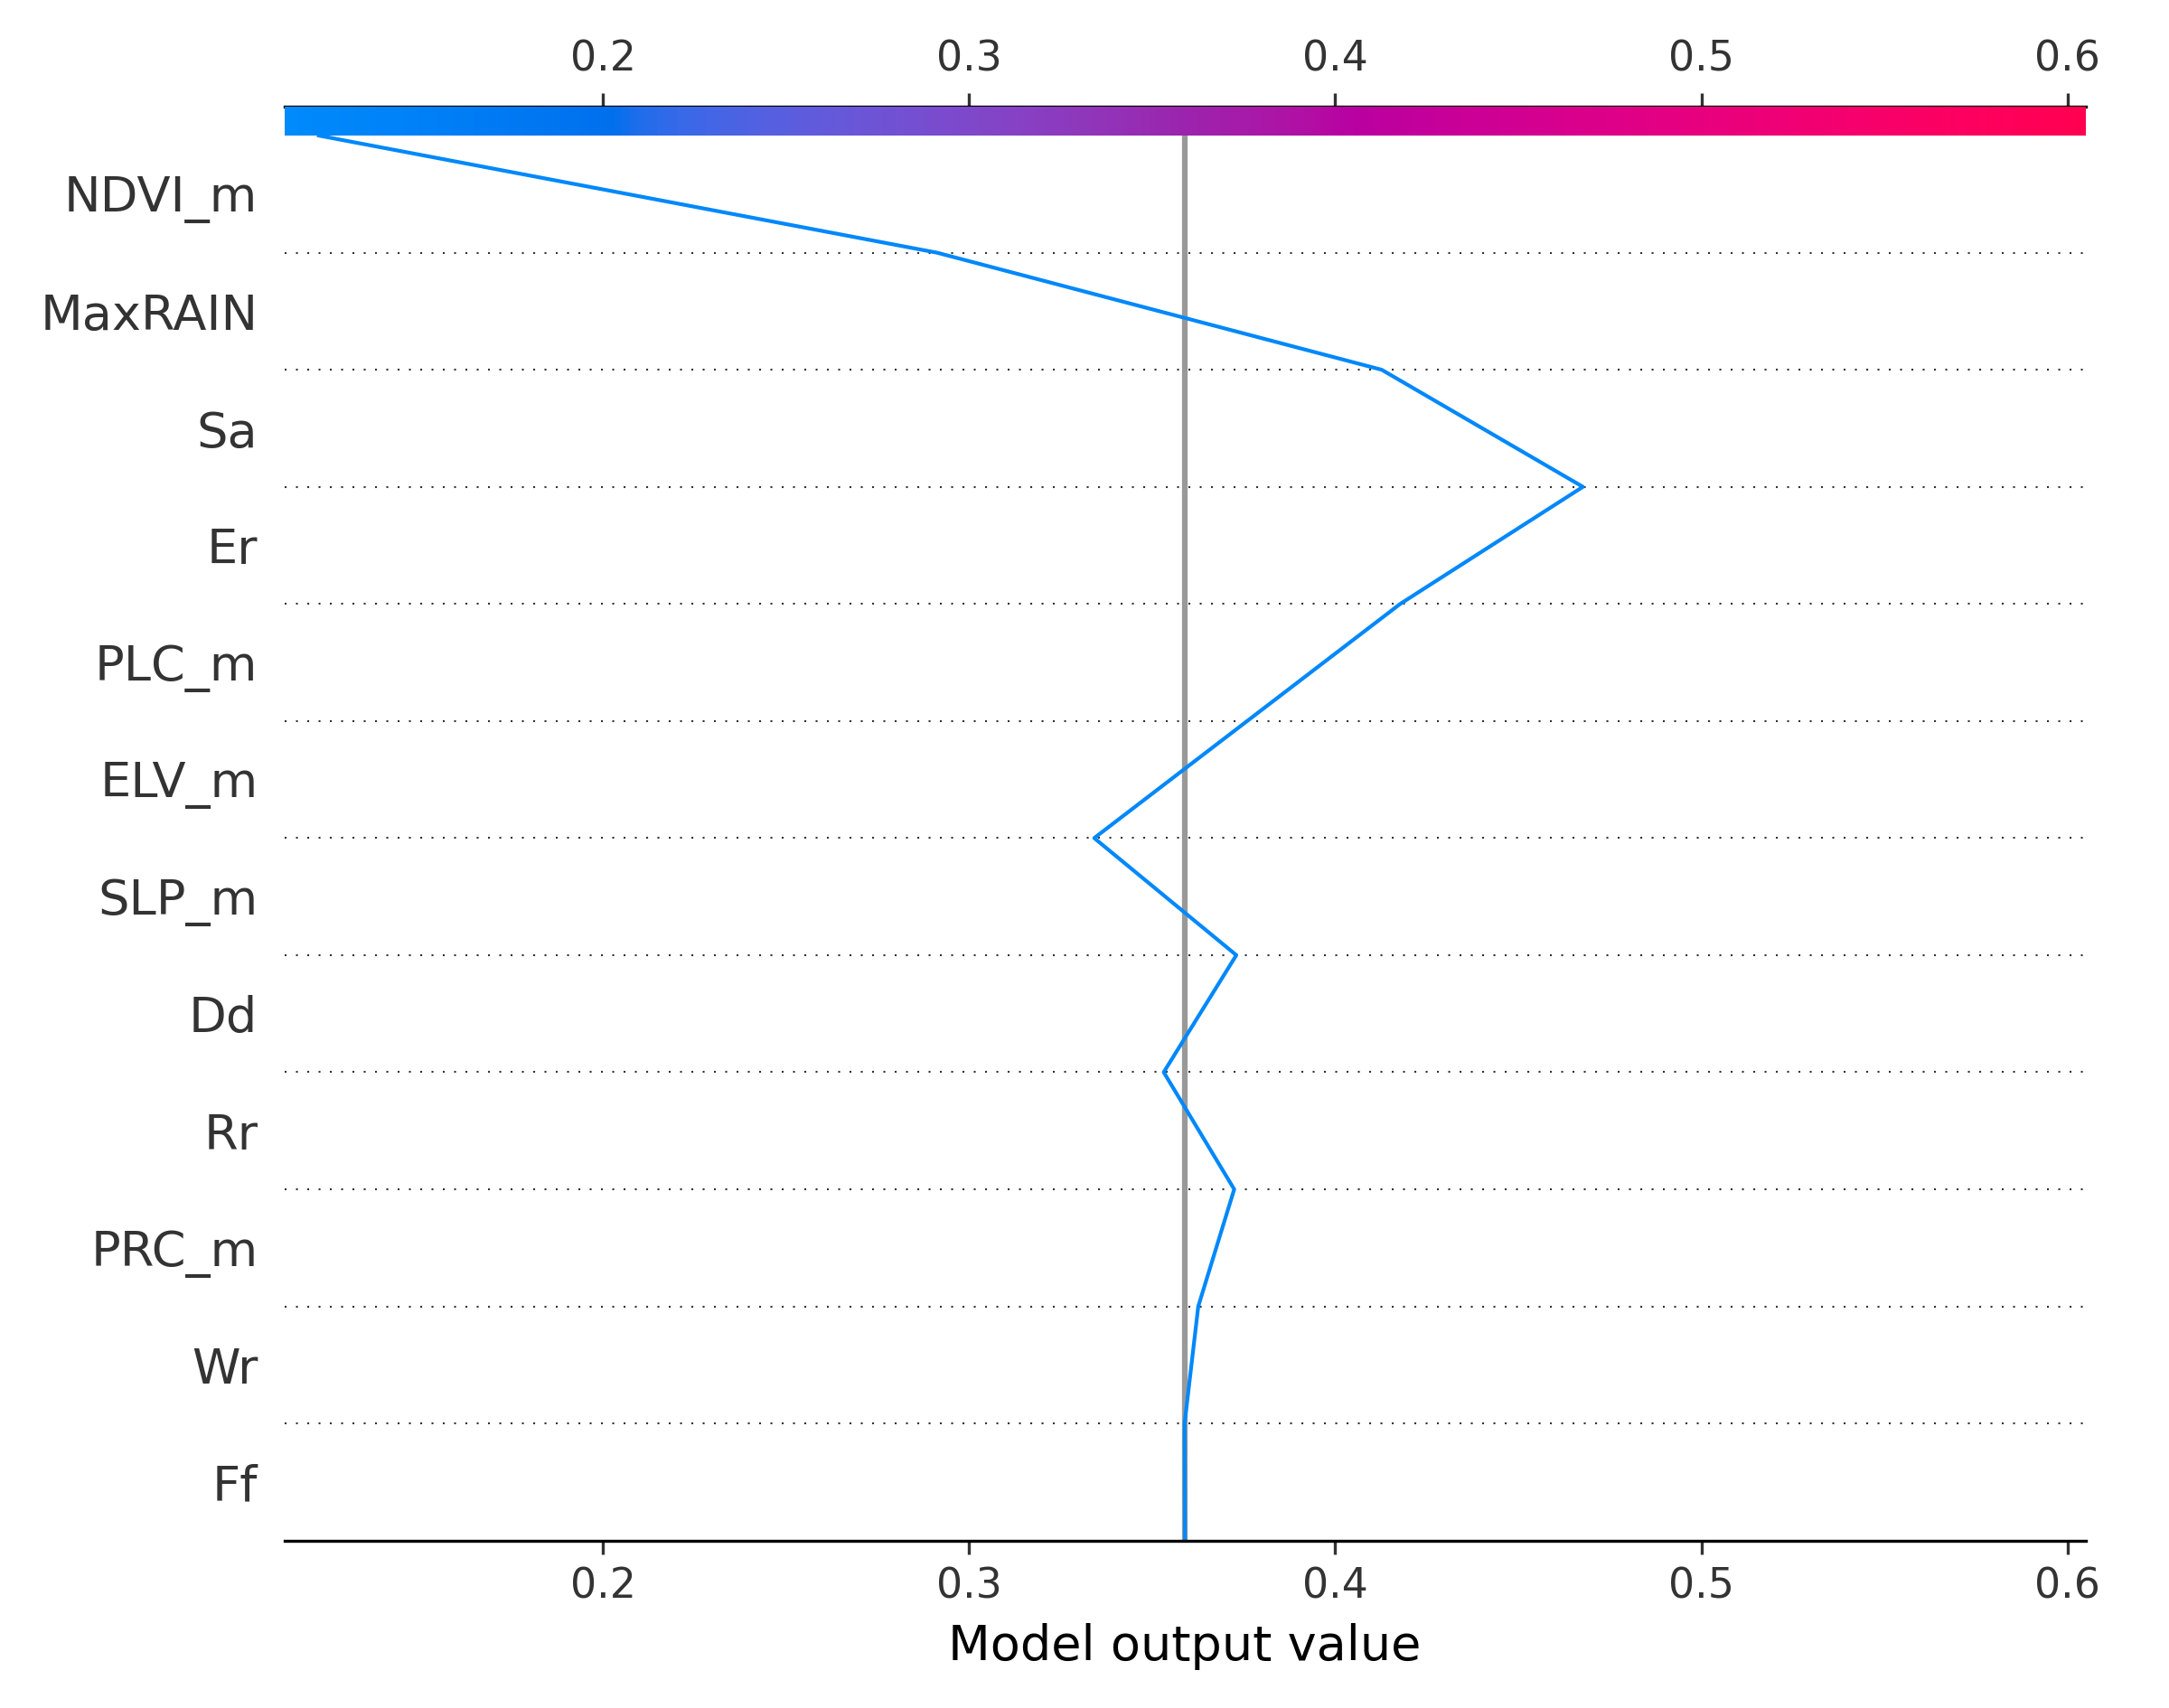 0.2 0.3 0.4 0.5 0.6
NDVI_m
MaxRAIN
Sa
Er
PLC_m
ELV_m
SLP_m
Dd
Rr
PRC_m
Wr
Ff
0.2 0.3 0.4 0.5 0.6
Model output value